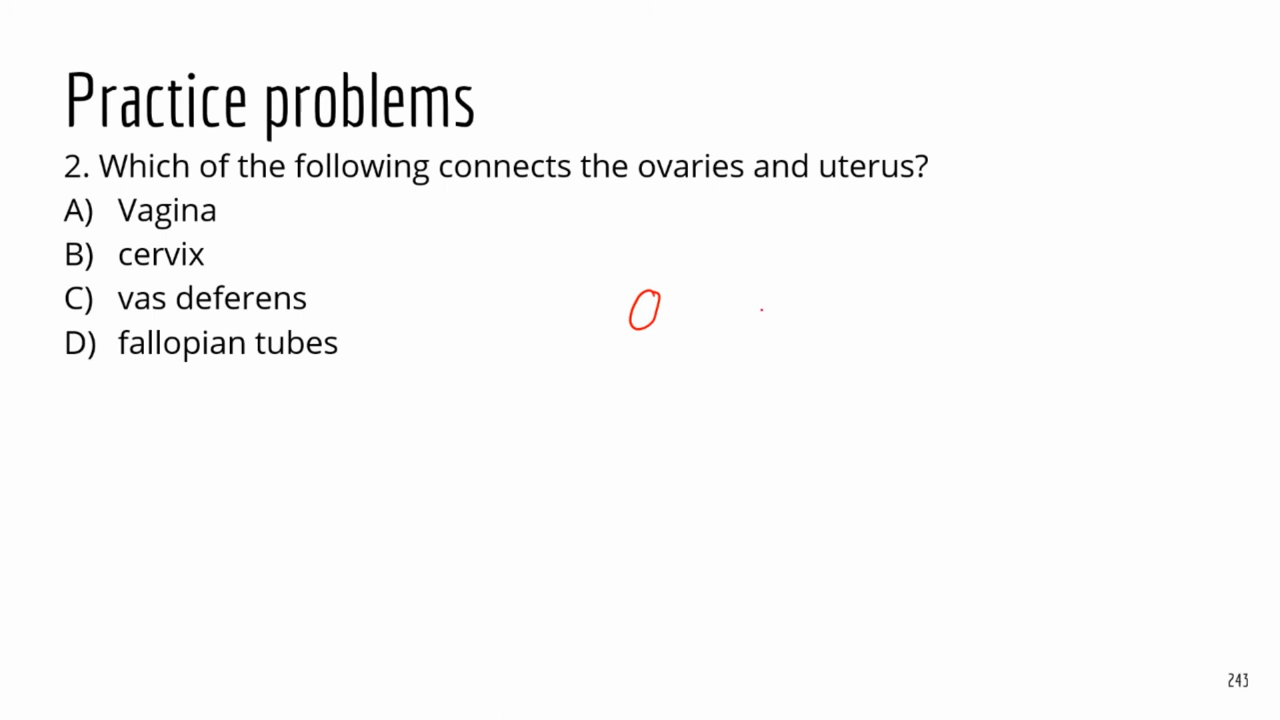 Practice problems
2. Which of the following connects the ovaries and uterus?
A) Vagina
B) cervix
C) vas deferens
D) fallopian tubes
243